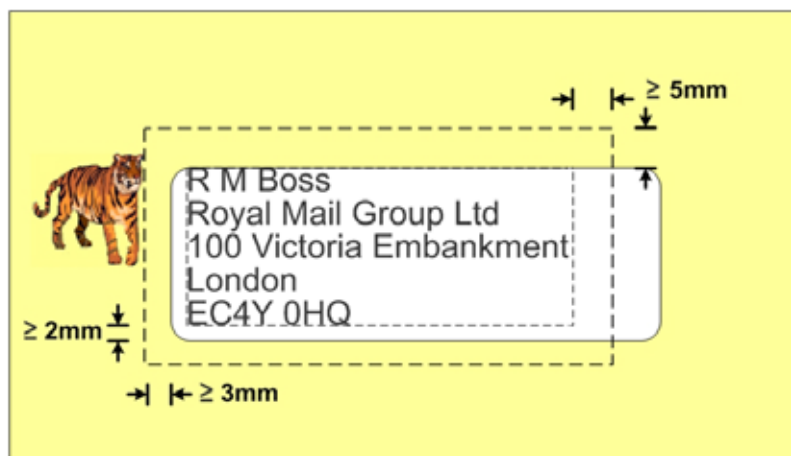 ≥ 5mm
R M Boss
Royal Mail Group Ltd
100 Victoria Embankment
London
EC4Y 0HQ
≥ 2mm
≥ 3mm